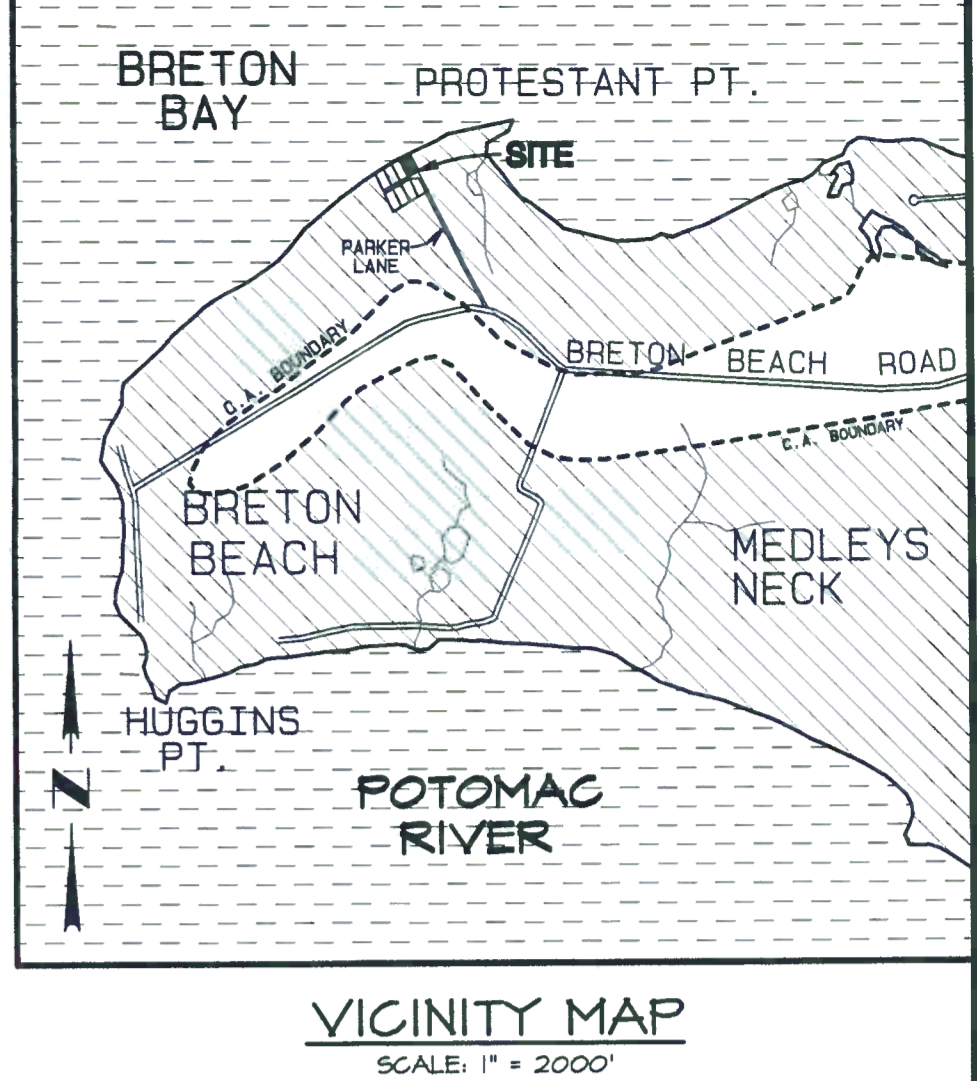 BRETON
BAY
PROTESTANT PT.
SITE
PARKER
LANE
C.A. BOUNDARY
BRETON BEACH ROAD
C.A. BOUNDARY
BRETON
BEACH
MEDLEYS
NECK
HUGGINS
PT.
N
POTOMAC
RIVER
VICINITY MAP
SCALE: 1" = 2000'